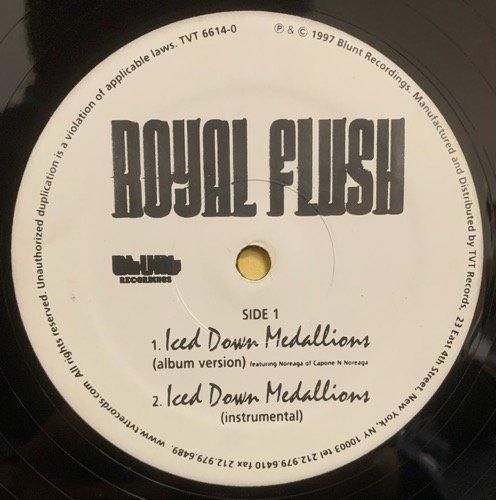 ℗ & © 1997 Blunt Recordings. Manufactured and Distributed by TVT Records, 23 East 4th Street, New York, NY 10003 tel 212.979.6410 fax 212.979.6489. www.tvtrecords.com All rights reserved. Unauthorized duplication is a violation of applicable laws. TVT 6614-0
ROYAL FLUSH
BLUNT
RECORDINGS
SIDE 1
1. Iced Down Medallions
(album version) featuring Noreaga of Capone N Noreaga
2. Iced Down Medallions
(instrumental)